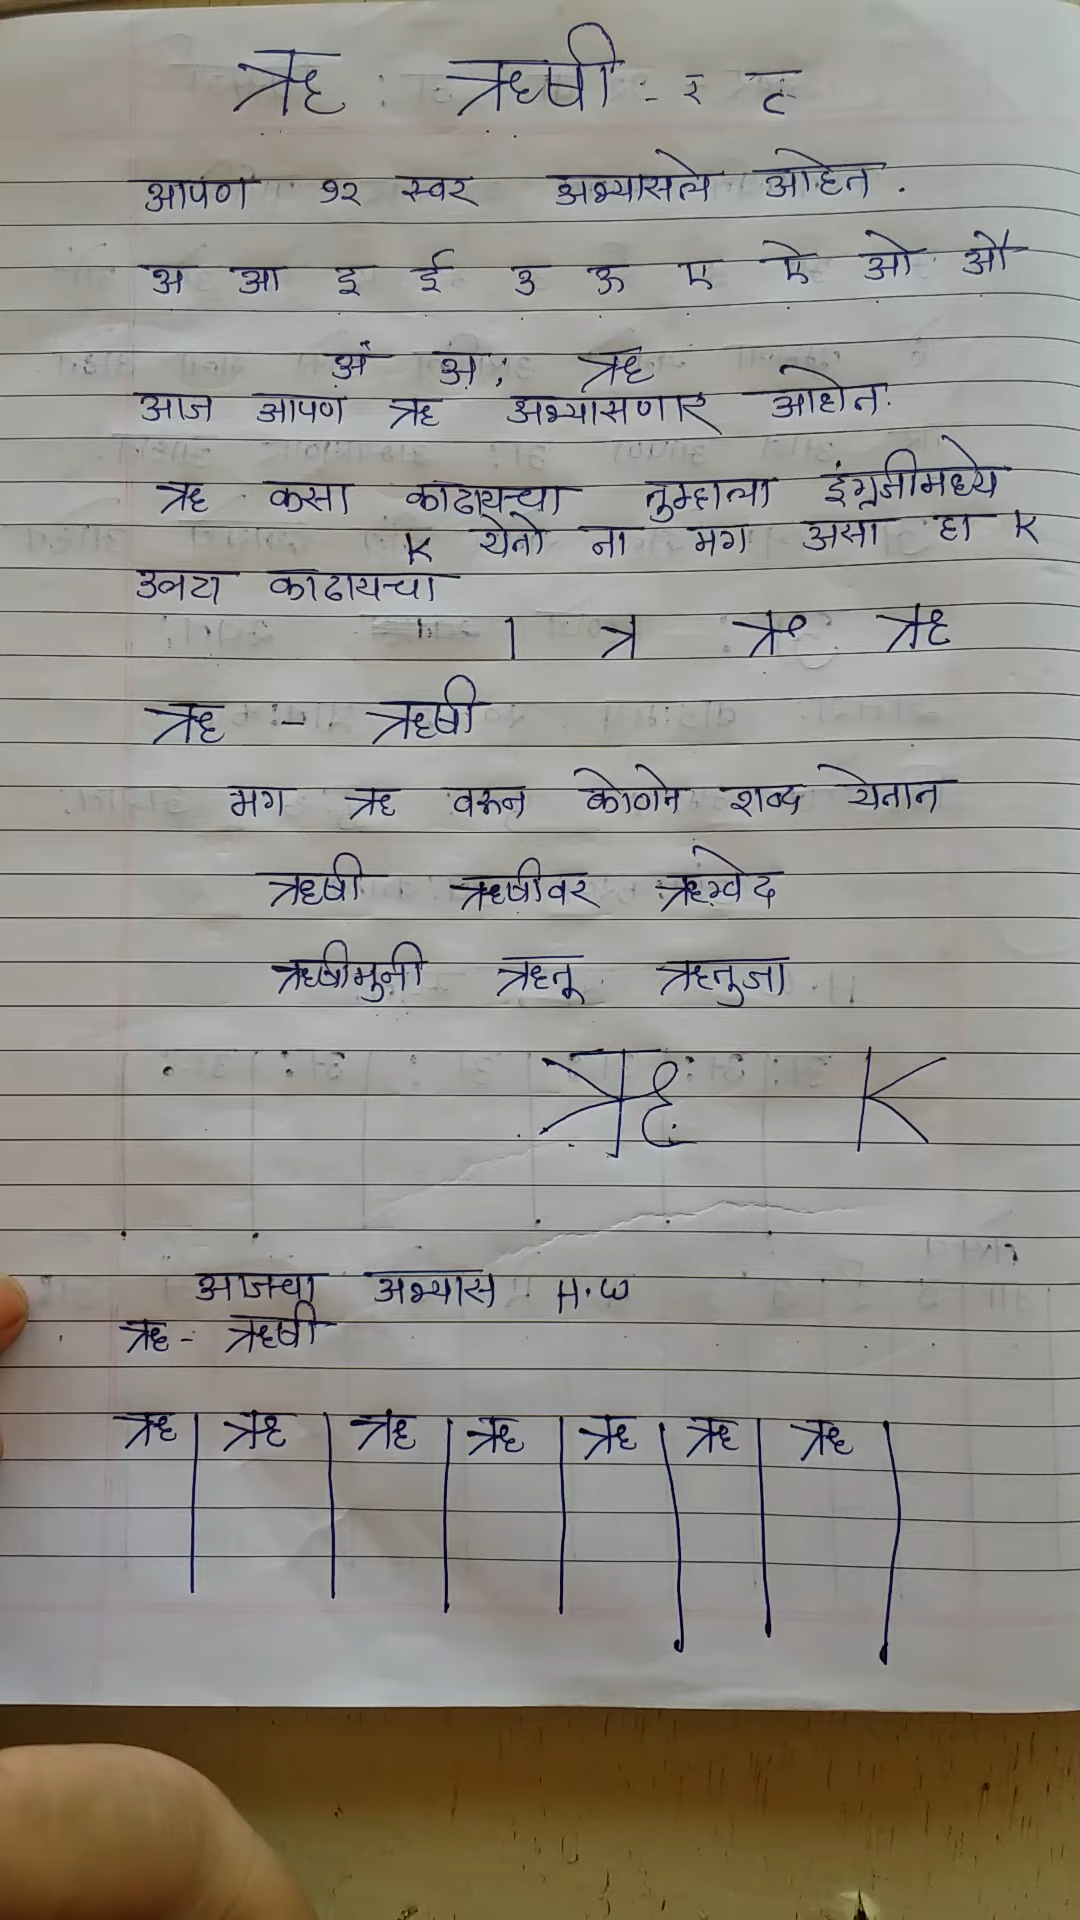 ऋ : ऋषी - र ट
आपण १२ स्वर अभ्यासले आहेत .
अ आ इ ई उ ऊ ए ऐ ओ औ
अं अ: ऋ
आज आपण ऋ अभ्यासणार आहोत.
ऋ कसा काढायचा तुम्हाला इंग्रजीमध्ये
K येतो ना मग असा हा K
उलटा काढायचा
l त्र ऋ ऋ
ऋ - ऋषी
मग ऋ वरून कोणते शब्द येतात
ऋषी ऋषीवर ऋग्वेद
ऋषीमुनी ऋतू ऋतुजा
ऋ K
आजचा अभ्यास H.W
ऋ - ऋषी
ऋ ऋ ऋ ऋ ऋ ऋ ऋ